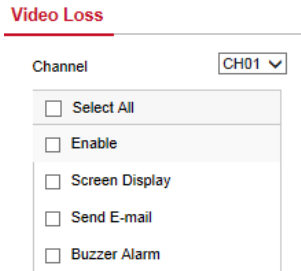 Video Loss
Channel CH01
Select All
Enable
Screen Display
Send E-mail
Buzzer Alarm